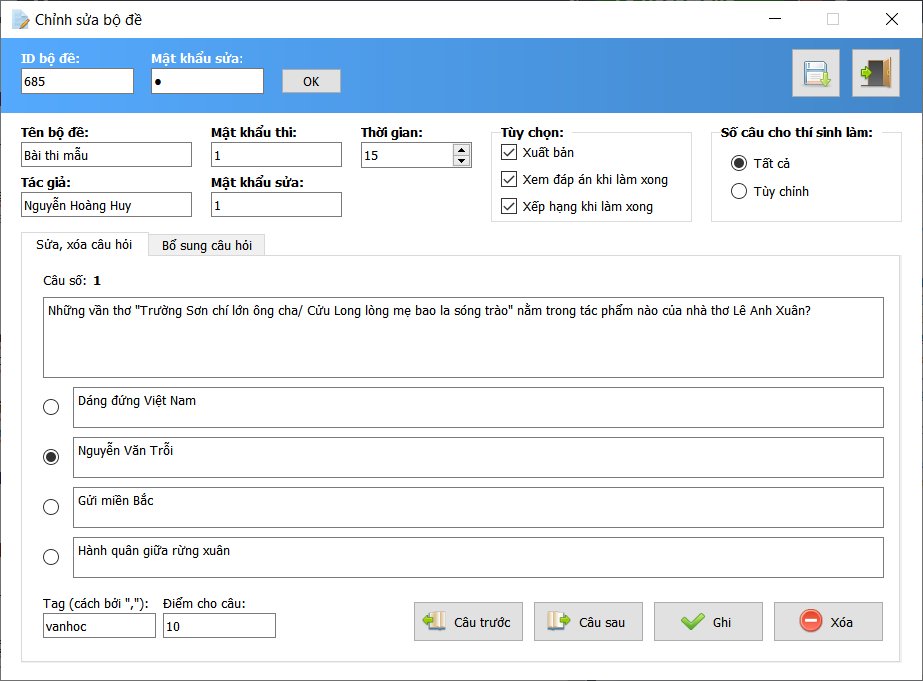 Chỉnh sửa bộ đề
ID bộ đề: Mật khẩu sửa:
685 ● OK
Tên bộ đề: Mật khẩu thi: Thời gian: Tùy chọn: Số câu cho thí sinh làm:
Bài thi mẫu 1 15 Xuất bản Tất cả
Tác giả: Mật khẩu sửa: Xem đáp án khi làm xong Tùy chỉnh
Nguyễn Hoàng Huy 1 Xếp hạng khi làm xong
Sửa, xóa câu hỏi Bổ sung câu hỏi
Câu số: 1
Những vần thơ "Trường Sơn chí lớn ông cha/ Cửu Long lòng mẹ bao la sóng trào" nằm trong tác phẩm nào của nhà thơ Lê Anh Xuân?
Dáng đứng Việt Nam
Nguyễn Văn Trỗi
Gửi miền Bắc
Hành quân giữa rừng xuân
Tag (cách bởi ","): Điểm cho câu:
vanhoc 10 Câu trước Câu sau Ghi Xóa